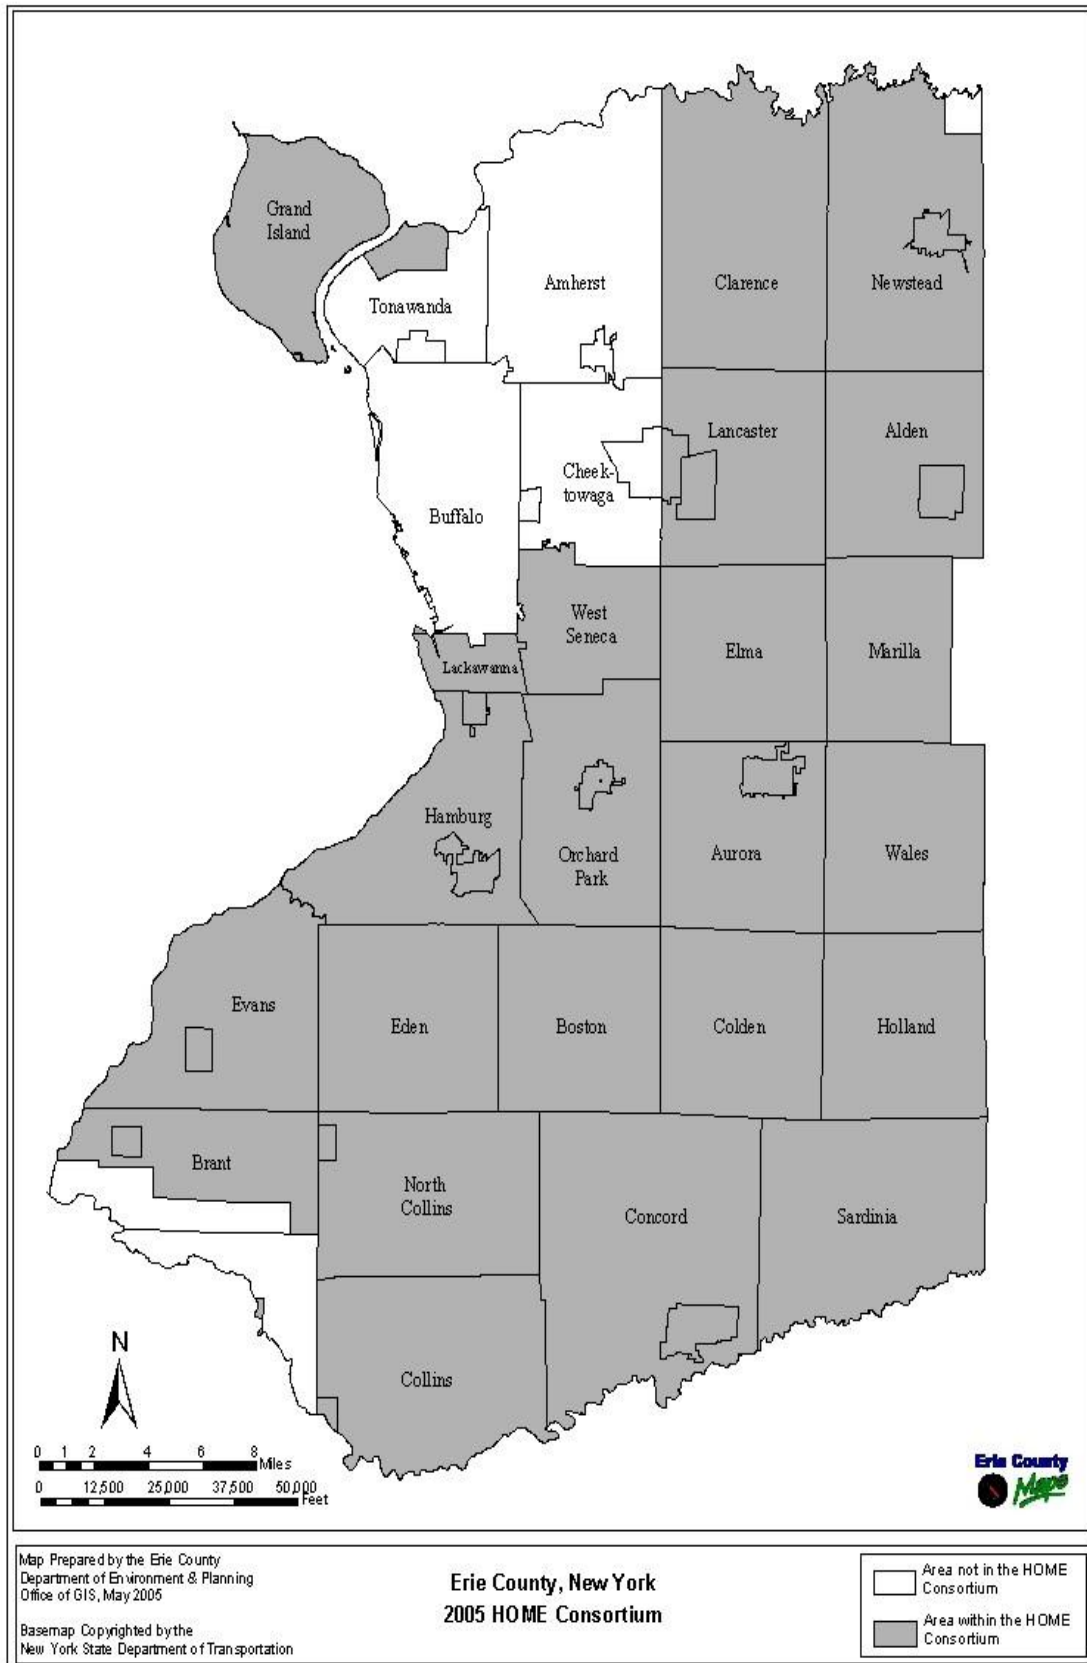 Grand
Island
Tonawanda
Amherst
Clarence
Newstead
Lancaster
Alden
Cheek-
towaga
Buffalo
West
Seneca
Elma
Marilla
Lackawanna
Hamburg
Orchard
Park
Aurora
Wales
Evans
Eden
Boston
Colden
Holland
Brant
North
Collins
Concord
Sardinia
Collins
N
0 1 2 4 6 8
Miles
0 12,500 25,000 37,500 50,000
Feet
Erie County
Maps
Map Prepared by the Erie County
Department of Environment & Planning
Office of GIS, May 2005
Basemap Copyrighted by the
New York State Department of Transportation
Erie County, New York
2005 HOME Consortium
Area not in the HOME
Consortium
Area within the HOME
Consortium